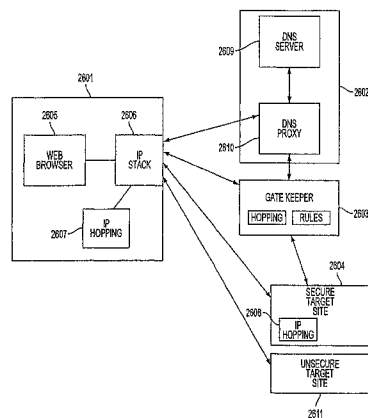 2601
2605
2606
WEB
BROWSER
IP
STACK
2607
IP
HOPPING
2609
DNS
SERVER
2602
DNS
PROXY
2610
GATE KEEPER
HOPPING
RULES
2603
2604
SECURE
TARGET
SITE
2608
IP
HOPPING
UNSECURE
TARGET
SITE
2611